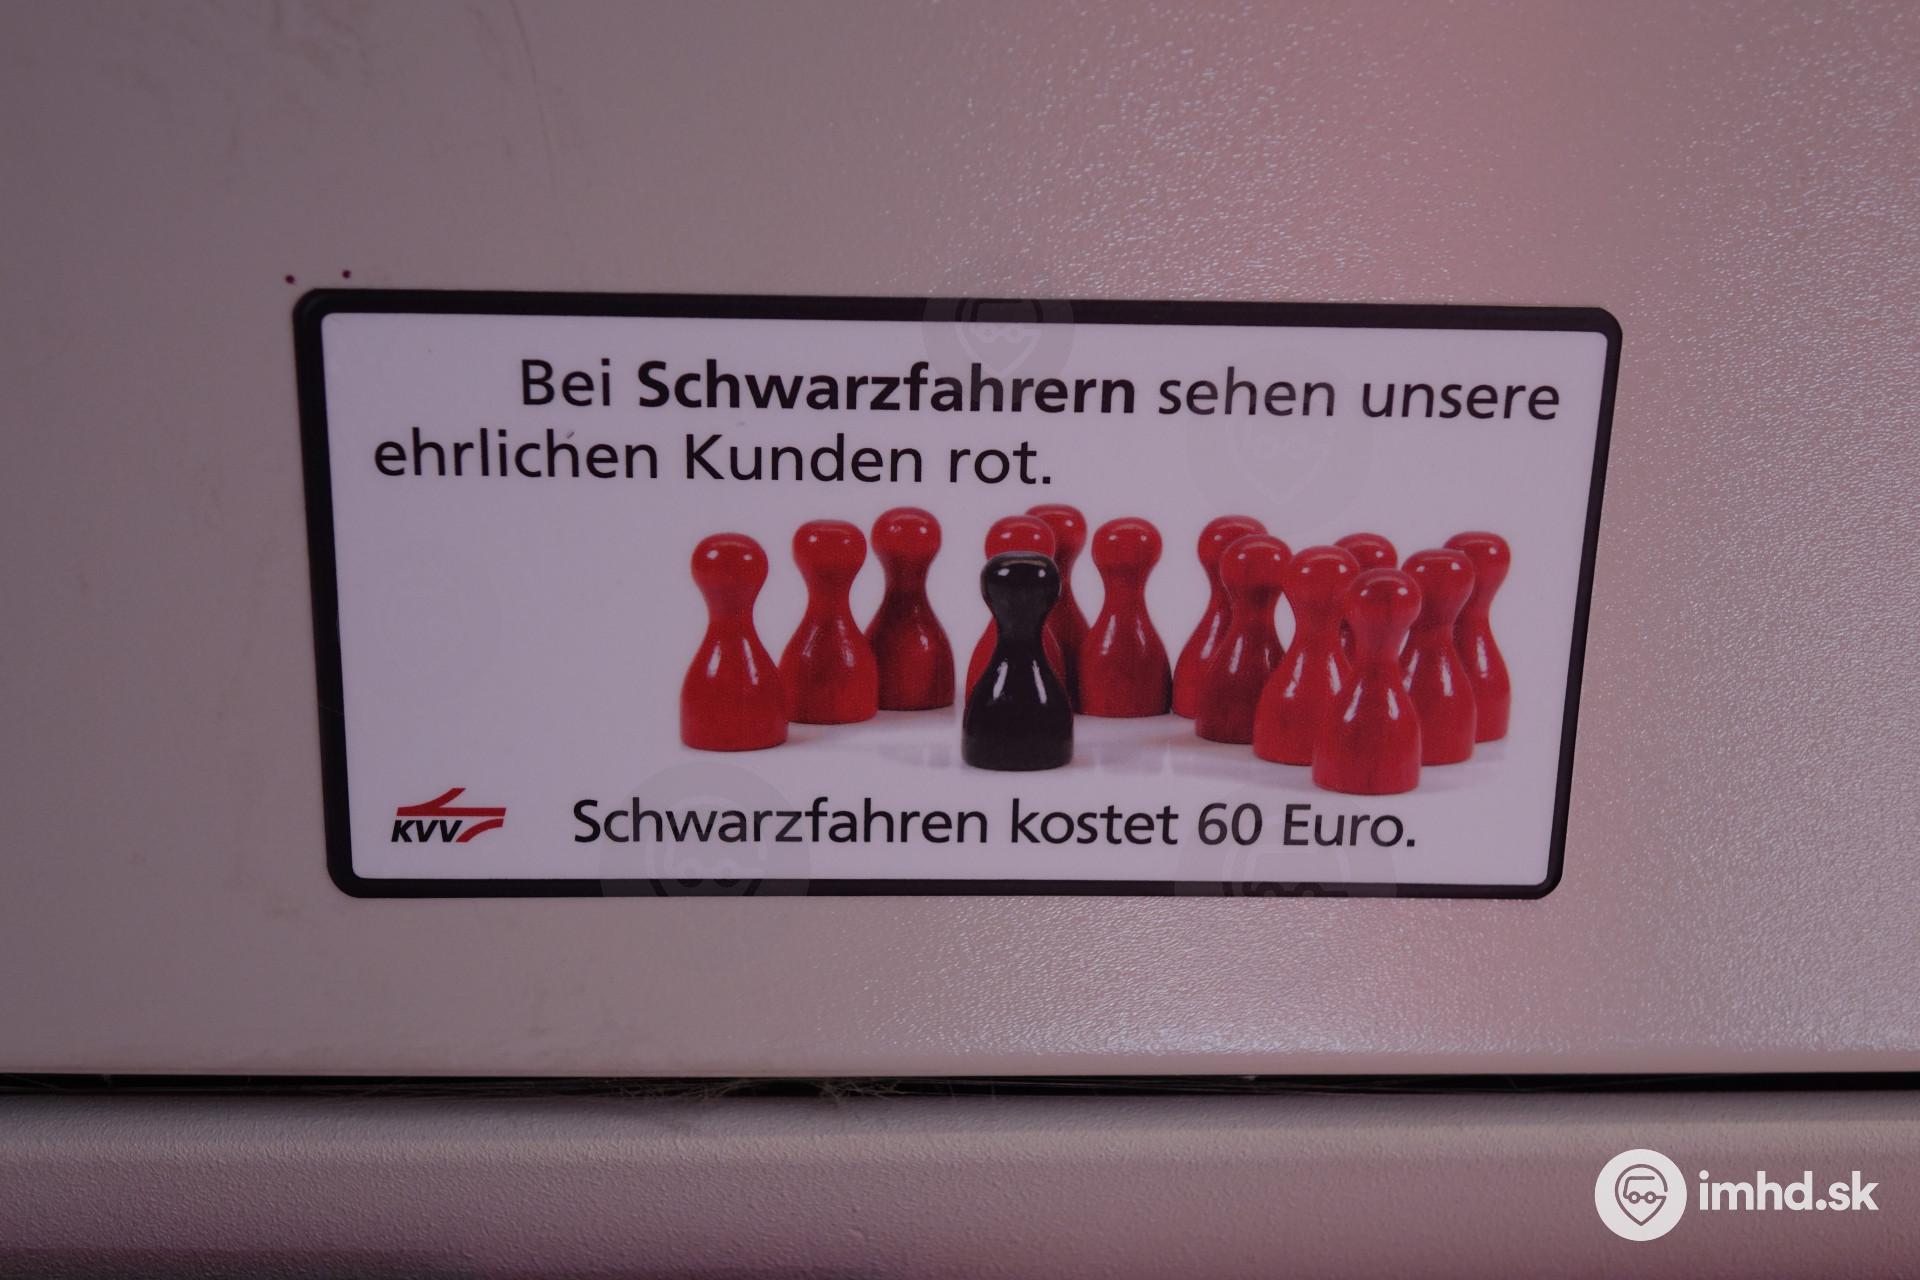 Bei Schwarzfahrern sehen unsere
ehrlichen Kunden rot.
KVV
Schwarzfahren kostet 60 Euro.
imhd.sk